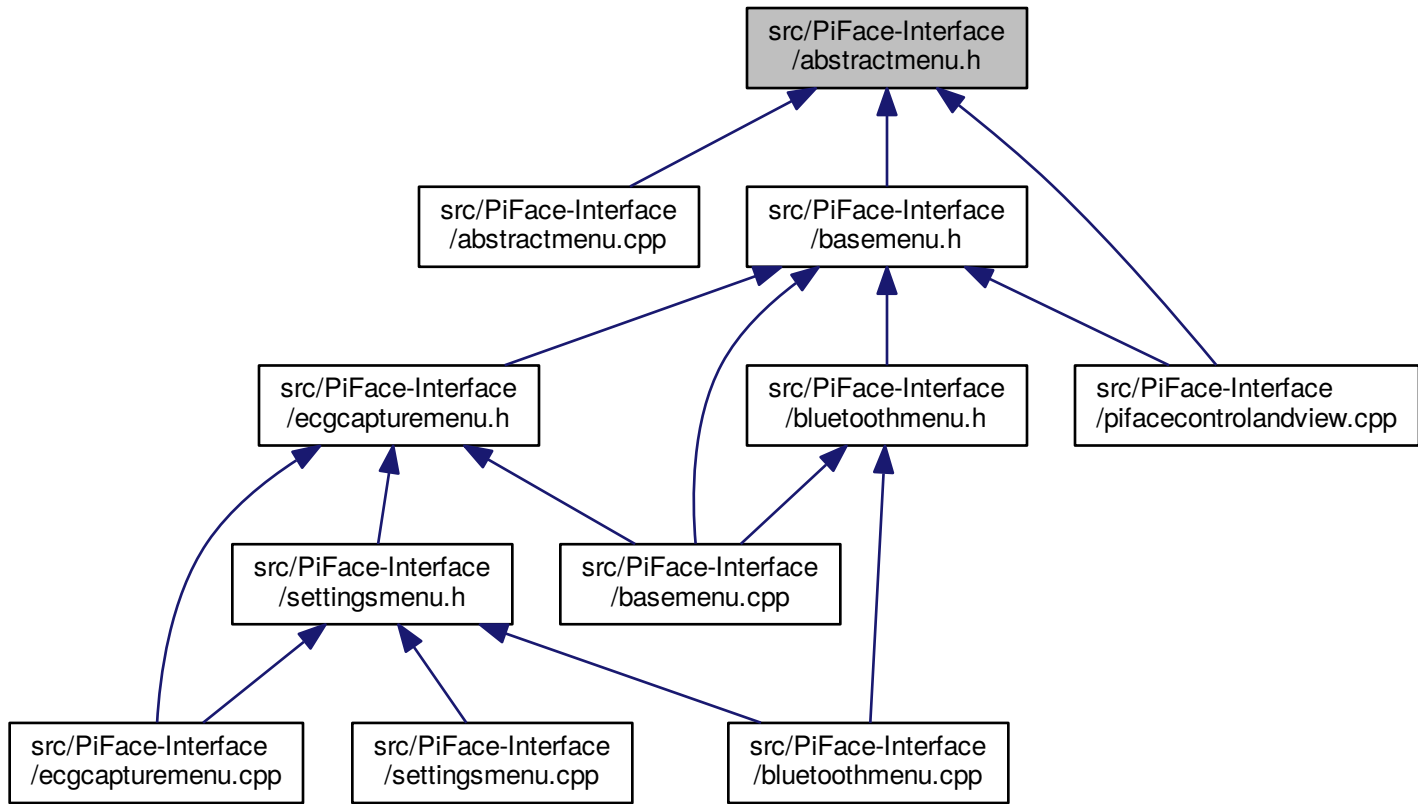 src/PiFace-Interface
/abstractmenu.h
src/PiFace-Interface
/abstractmenu.cpp
src/PiFace-Interface
/basemenu.h
src/PiFace-Interface
/ecgcapturemenu.h
src/PiFace-Interface
/bluetoothmenu.h
src/PiFace-Interface
/pifacecontrolandview.cpp
src/PiFace-Interface
/settingsmenu.h
src/PiFace-Interface
/basemenu.cpp
src/PiFace-Interface
/ecgcapturemenu.cpp
src/PiFace-Interface
/settingsmenu.cpp
src/PiFace-Interface
/bluetoothmenu.cpp